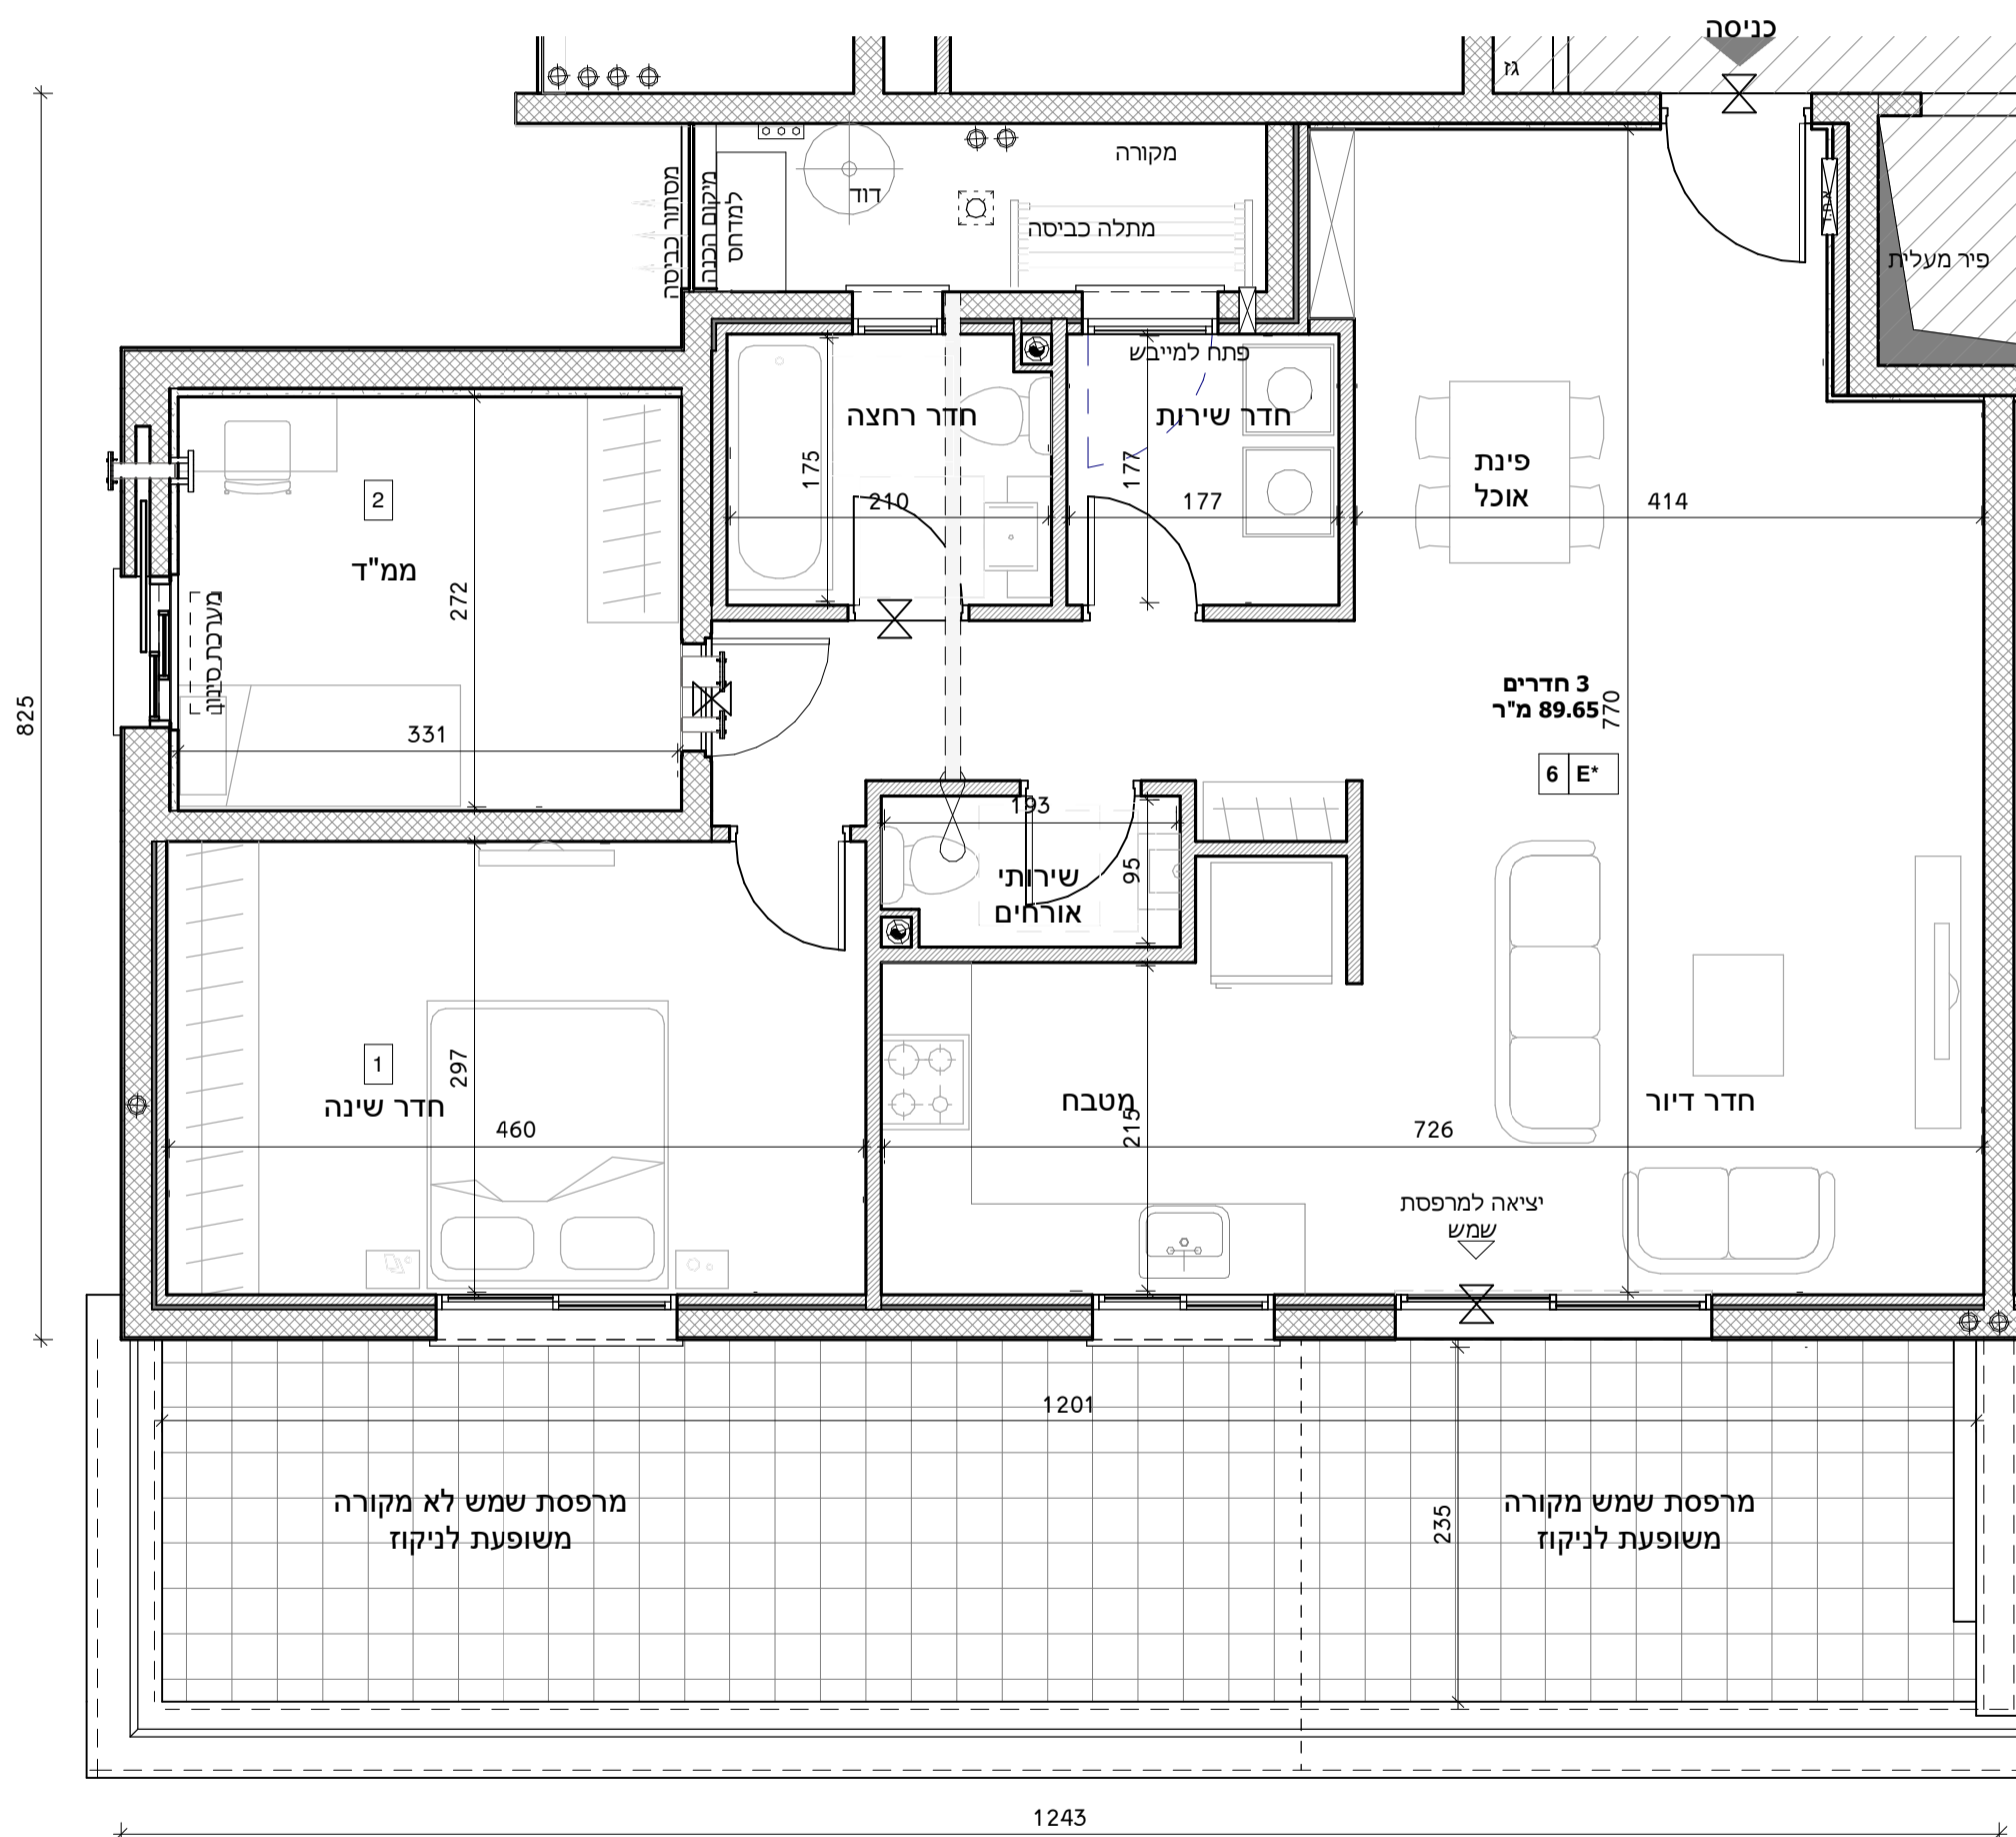 כניסה
גז
מקורה
דוד
מתלה כביסה
מסתור כביסה
מיקום הכנה
למדחס
פיר מעלית
פתח למייבש
חדר רחצה
חדר שירות
175
210
177
177
פינת
אוכל
414
2
ממ"ד
272
מערכת סינון
331
825
3 חדרים
89.65 מ"ר
770
6 E*
193
95
שירותי
אורחים
1
חדר שינה
297
460
מטבח
215
726
חדר דיור
יציאה למרפסת
שמש
1201
מרפסת שמש לא מקורה
משופעת לניקוז
235
מרפסת שמש מקורה
משופעת לניקוז
1243